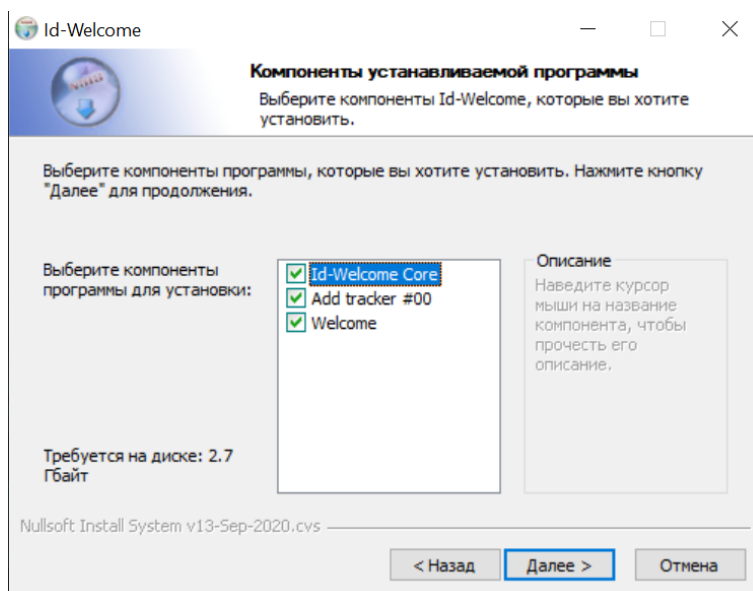 Id-Welcome
Компоненты устанавливаемой программы
Выберите компоненты Id-Welcome, которые вы хотите
установить.
Выберите компоненты программы, которые вы хотите установить. Нажмите кнопку
"Далее" для продолжения.
Выберите компоненты
программы для установки:
Id-Welcome Core
Add tracker #00
Welcome
Описание
Наведите курсор
мыши на название
компонента, чтобы
прочесть его
описание.
Требуется на диске: 2.7
Гбайт
Nullsoft Install System v13-Sep-2020.cvs
< Назад
Далее >
Отмена